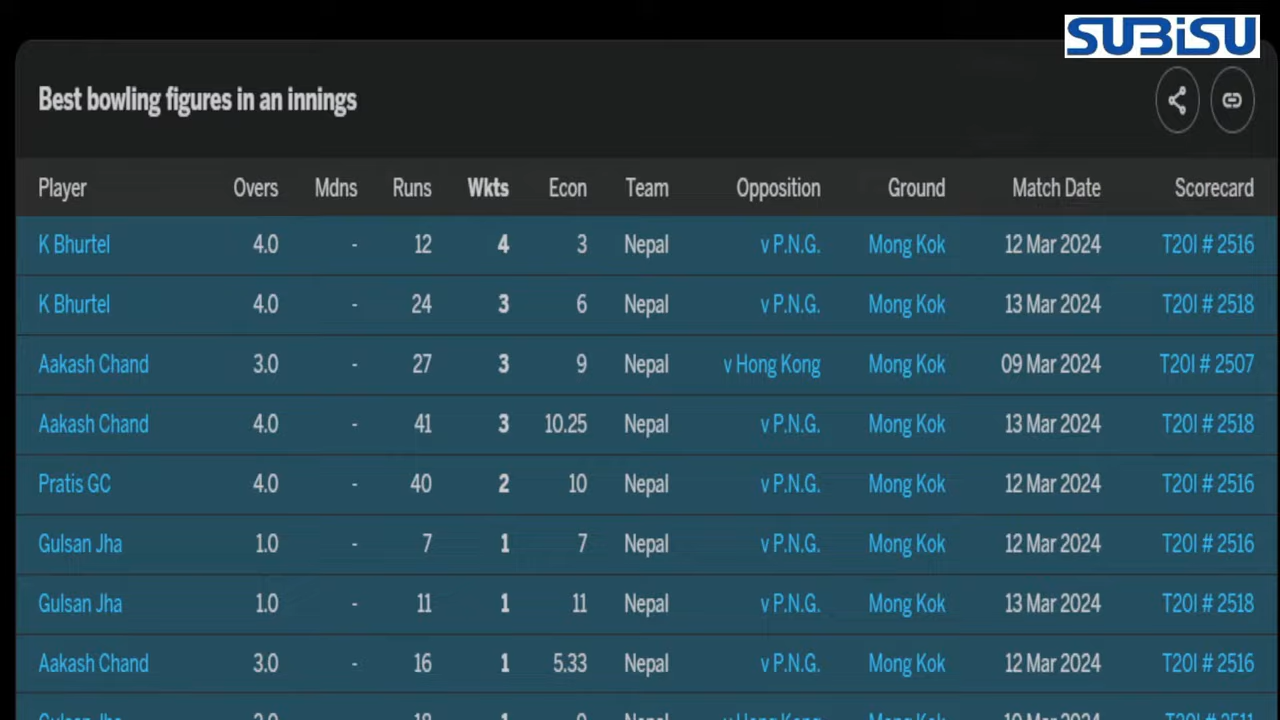 SUBISU
Best bowling figures in an innings
Player Overs Mdns Runs Wkts Econ Team Opposition Ground Match Date Scorecard
K Bhurtel 4.0 - 12 4 3 Nepal v P.N.G. Mong Kok 12 Mar 2024 T20I # 2516
K Bhurtel 4.0 - 24 3 6 Nepal v P.N.G. Mong Kok 13 Mar 2024 T20I # 2518
Aakash Chand 3.0 - 27 3 9 Nepal v Hong Kong Mong Kok 09 Mar 2024 T20I # 2507
Aakash Chand 4.0 - 41 3 10.25 Nepal v P.N.G. Mong Kok 13 Mar 2024 T20I # 2518
Pratis GC 4.0 - 40 2 10 Nepal v P.N.G. Mong Kok 12 Mar 2024 T20I # 2516
Gulsan Jha 1.0 - 7 1 7 Nepal v P.N.G. Mong Kok 12 Mar 2024 T20I # 2516
Gulsan Jha 1.0 - 11 1 11 Nepal v P.N.G. Mong Kok 13 Mar 2024 T20I # 2518
Aakash Chand 3.0 - 16 1 5.33 Nepal v P.N.G. Mong Kok 12 Mar 2024 T20I # 2516